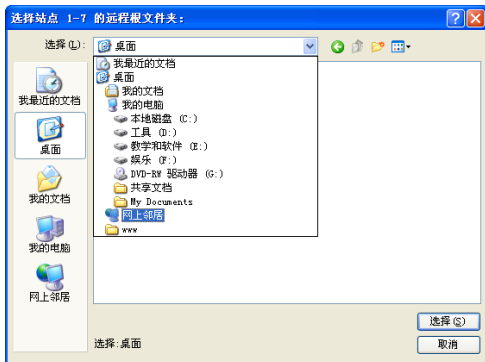 选择站点 1-7 的远程根文件夹:
选择(L):
桌面
我最近的文档
桌面
我的文档
我的电脑
本地磁盘 (C:)
工具 (D:)
教学和软件 (E:)
娱乐 (F:)
DVD-RW 驱动器 (G:)
共享文档
My Documents
网上邻居
www
我最近的文档
桌面
我的文档
我的电脑
网上邻居
选择(S)
选择:桌面
取消